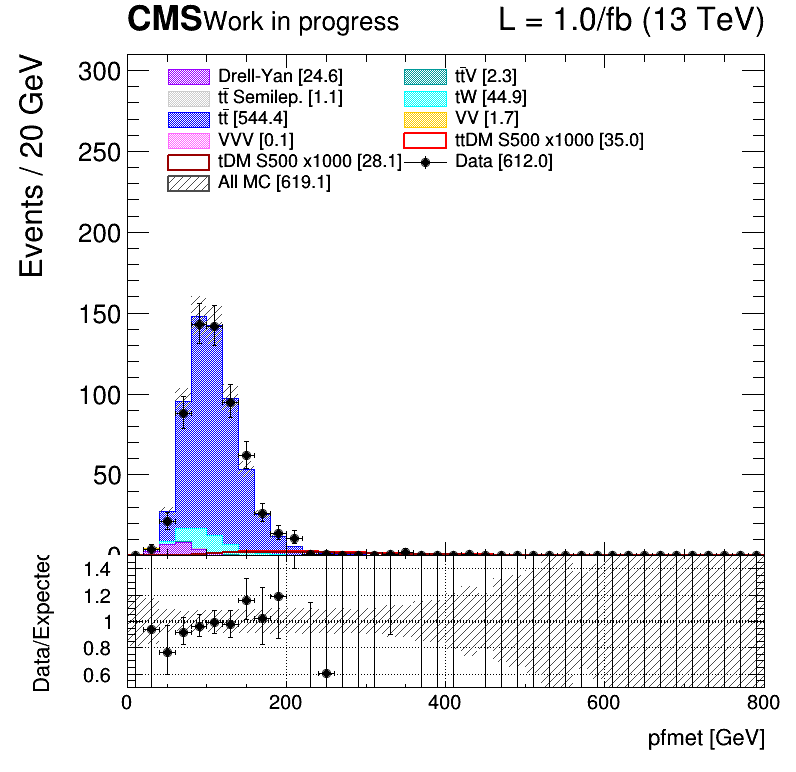 CMS Work in progress L = 1.0/fb (13 TeV)
Events / 20 GeV
300
250
200
150
100
50
0
Drell-Yan [24.6] tt̄V [2.3]
tt̄ Semilep. [1.1] tW [44.9]
tt̄ [544.4] VV [1.7]
VVV [0.1] ttDM S500 x1000 [35.0]
tDM S500 x1000 [28.1] Data [612.0]
All MC [619.1]
Data/Expected
1.4
1.2
1
0.8
0.6
0 200 400 600 800
pfmet [GeV]